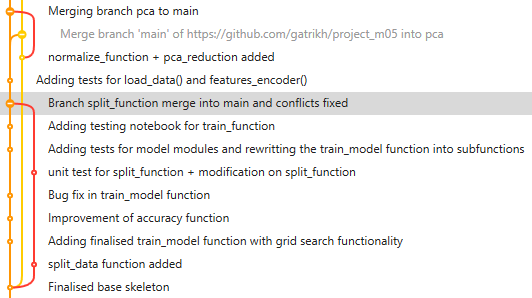 Merging branch pca to main
Merge branch 'main' of https://github.com/gatrikh/project_m05 into pca
normalize_function + pca_reduction added
Adding tests for load_data() and features_encoder()
Branch split_function merge into main and conflicts fixed
Adding testing notebook for train_function
Adding tests for model modules and rewritting the train_model function into subfunctions
unit test for split_function + modification on split_function
Bug fix in train_model function
Improvement of accuracy function
Adding finalised train_model function with grid search functionality
split_data function added
Finalised base skeleton